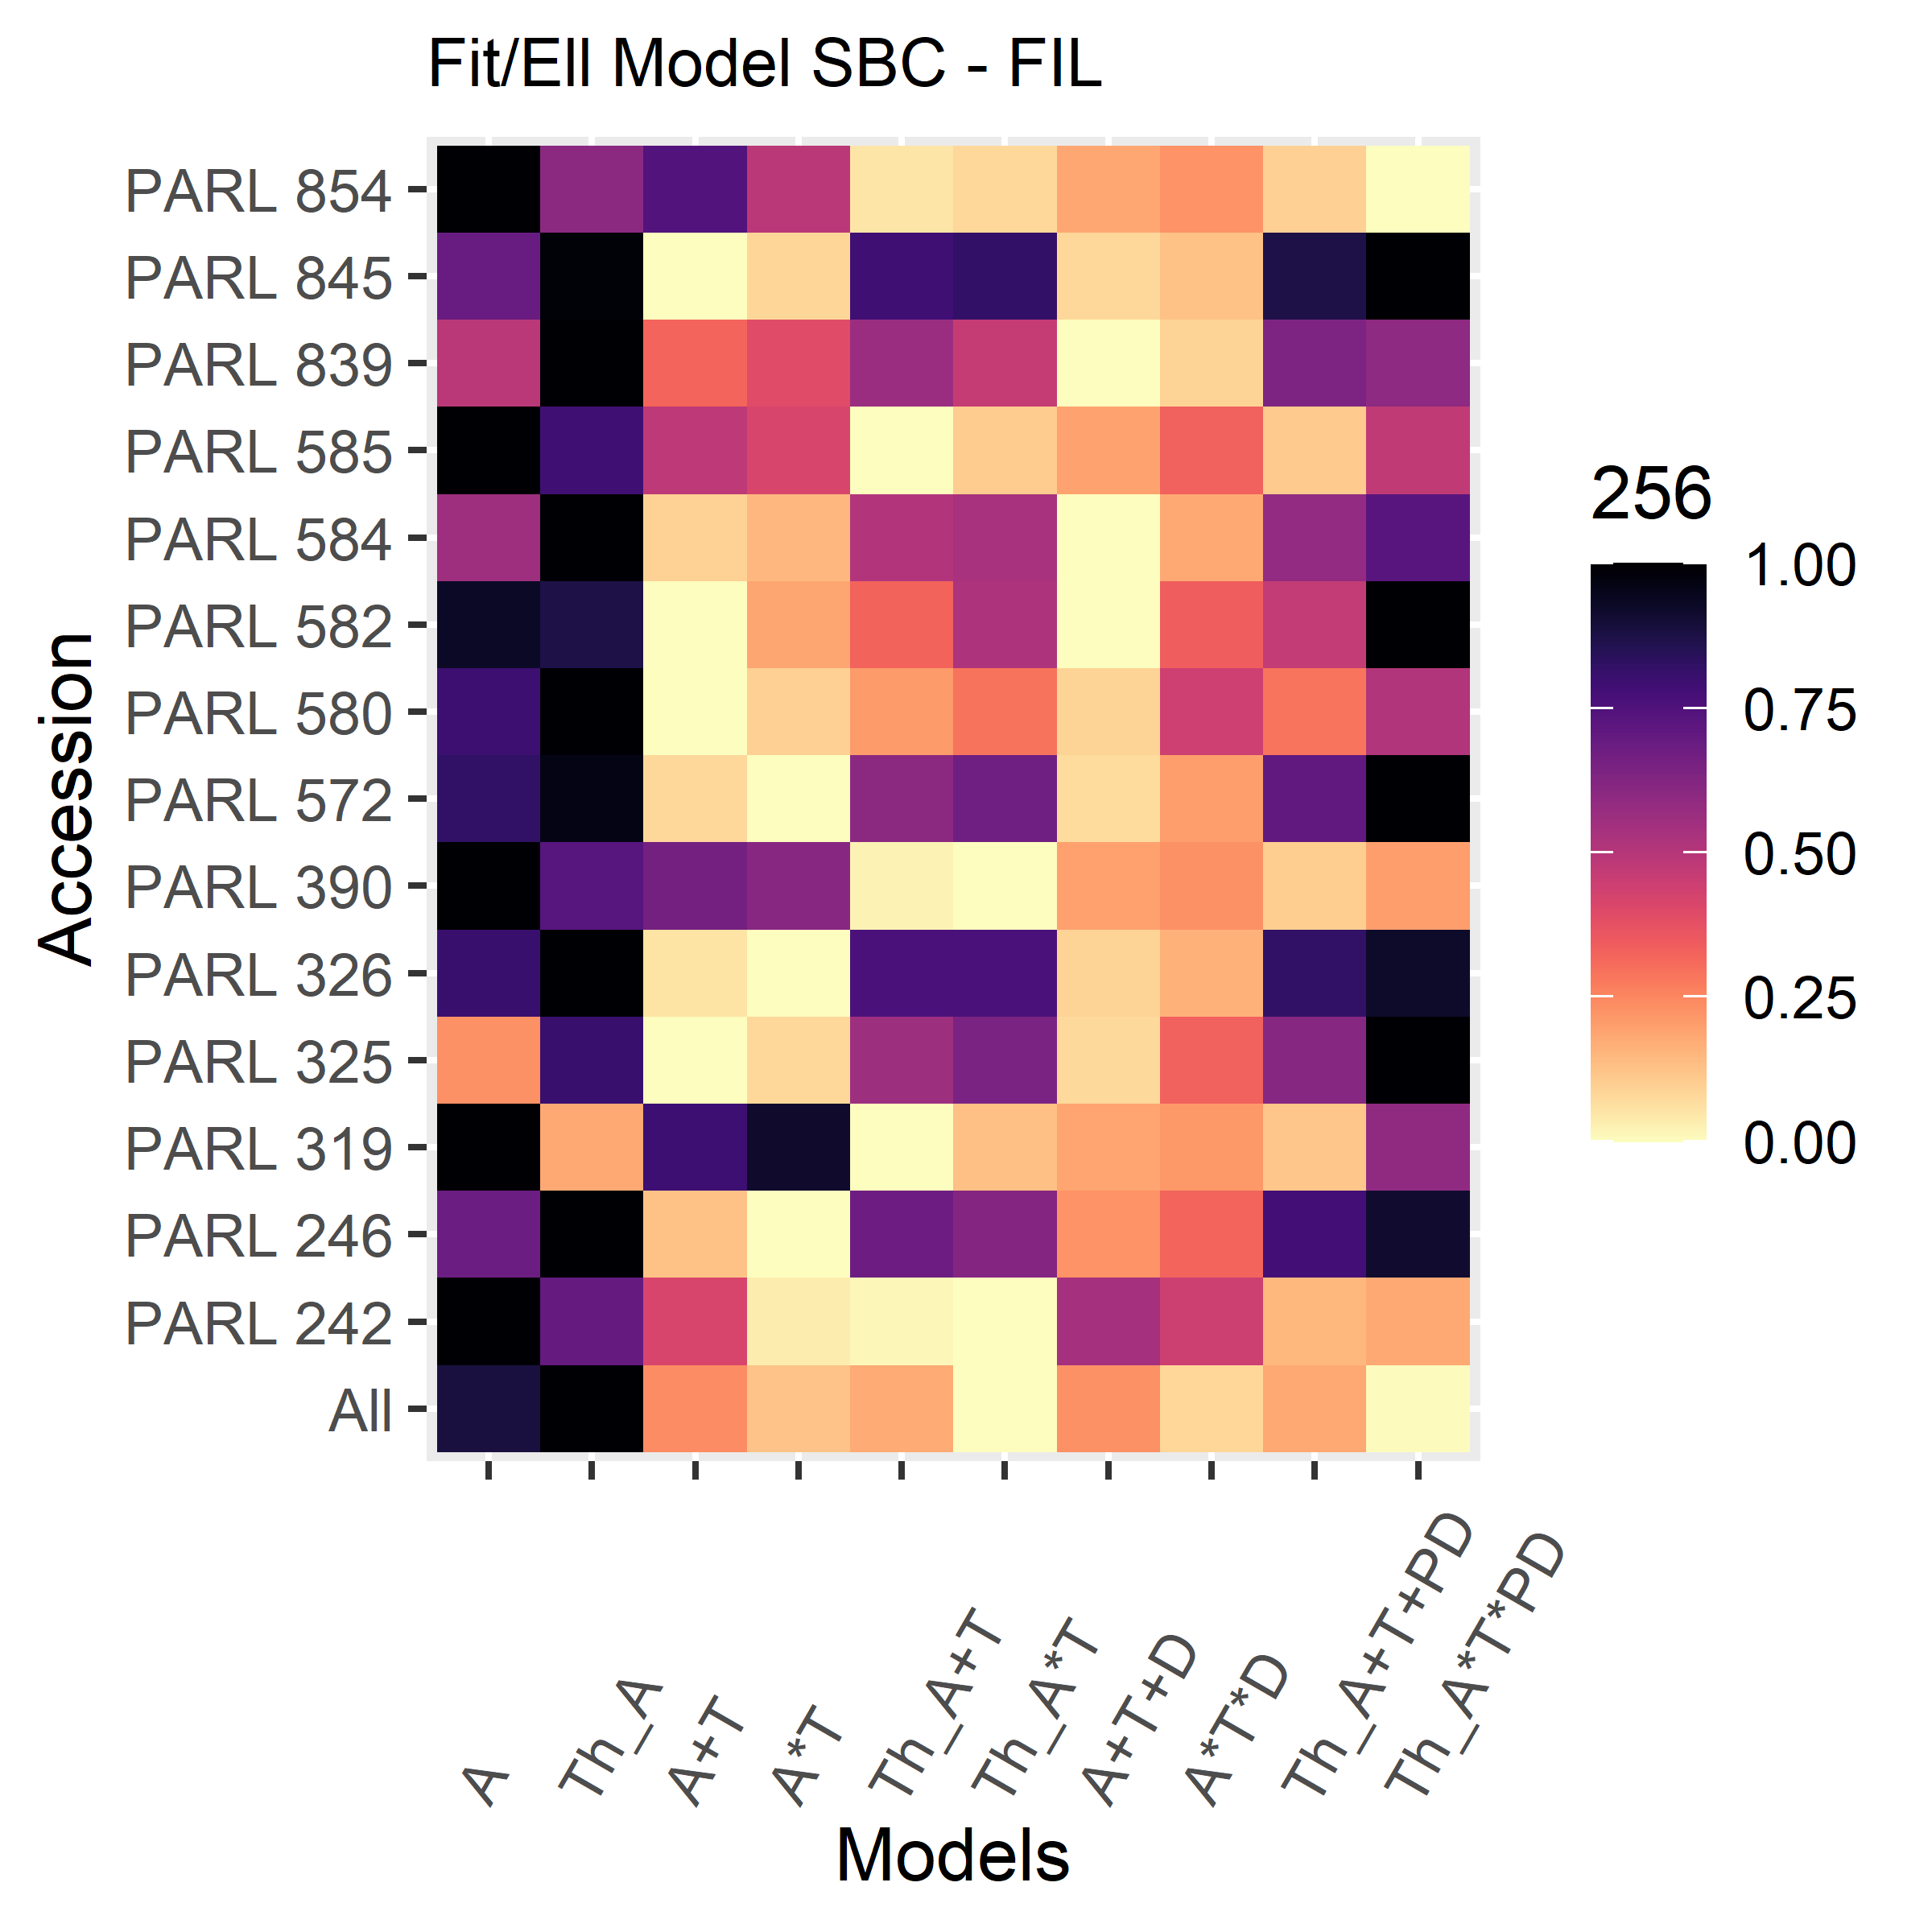 Fit/Ell Model SBC - FIL
Accession
PARL 854
PARL 845
PARL 839
PARL 585
PARL 584
PARL 582
PARL 580
PARL 572
PARL 390
PARL 326
PARL 325
PARL 319
PARL 246
PARL 242
All
A
Th_A
A+T
A*T
Th_A+T
Th_A*T
A+T+D
A*T*D
Th_A+T+PD
Th_A*T*PD
Models
256
1.00
0.75
0.50
0.25
0.00